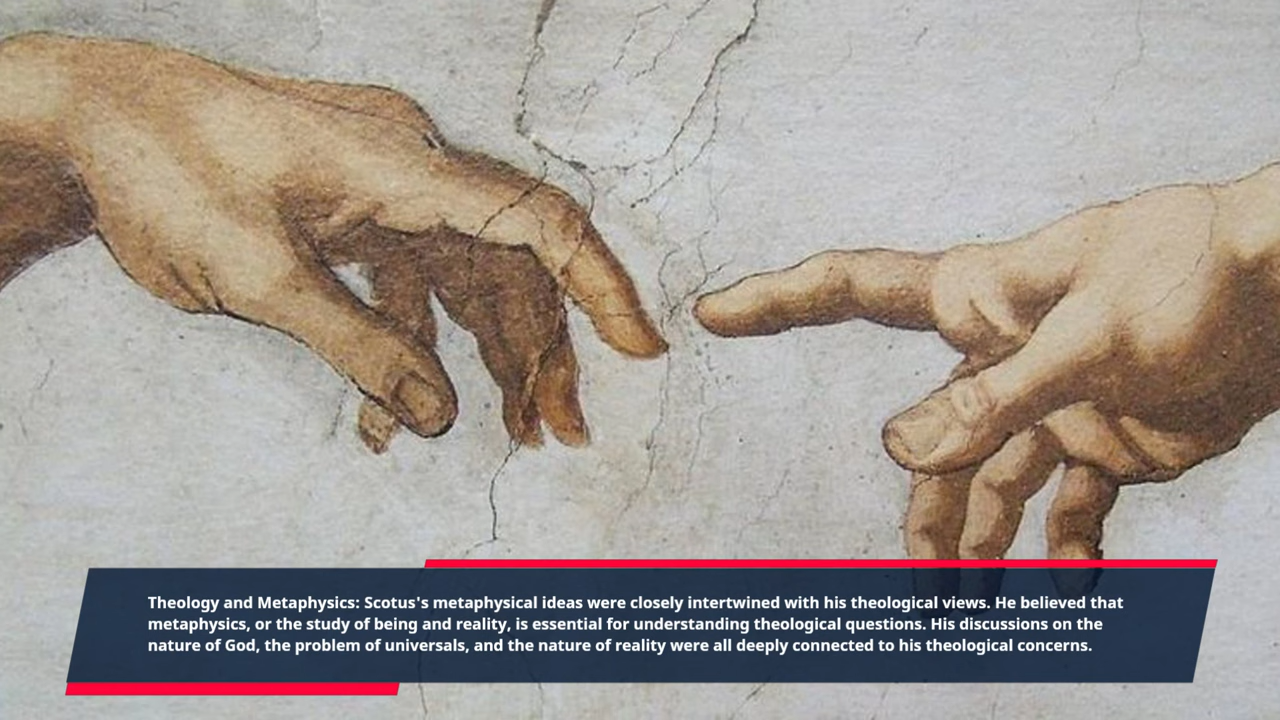 Theology and Metaphysics: Scotus's metaphysical ideas were closely intertwined with his theological views. He believed that
metaphysics, or the study of being and reality, is essential for understanding theological questions. His discussions on the
nature of God, the problem of universals, and the nature of reality were all deeply connected to his theological concerns.